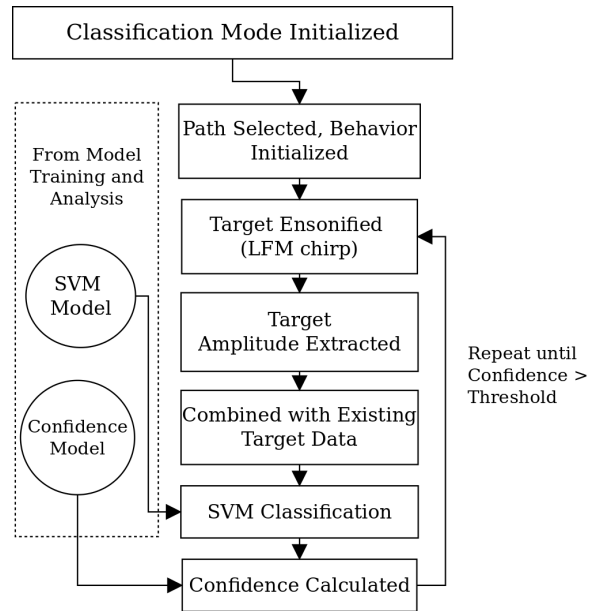 Classification Mode Initialized
Path Selected, Behavior
Initialized
From Model
Training and
Analysis
Target Ensonified
(LFM chirp)
SVM
Model
Target
Amplitude Extracted
Repeat until
Confidence >
Threshold
Confidence
Model
Combined with Existing
Target Data
SVM Classification
Confidence Calculated